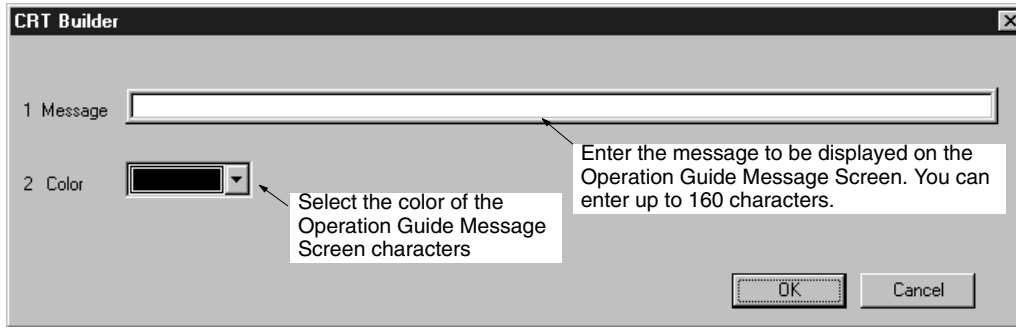 CRT Builder
1 Message
Enter the message to be displayed on the
Operation Guide Message Screen. You can
enter up to 160 characters.
2 Color
Select the color of the
Operation Guide Message
Screen characters
OK
Cancel